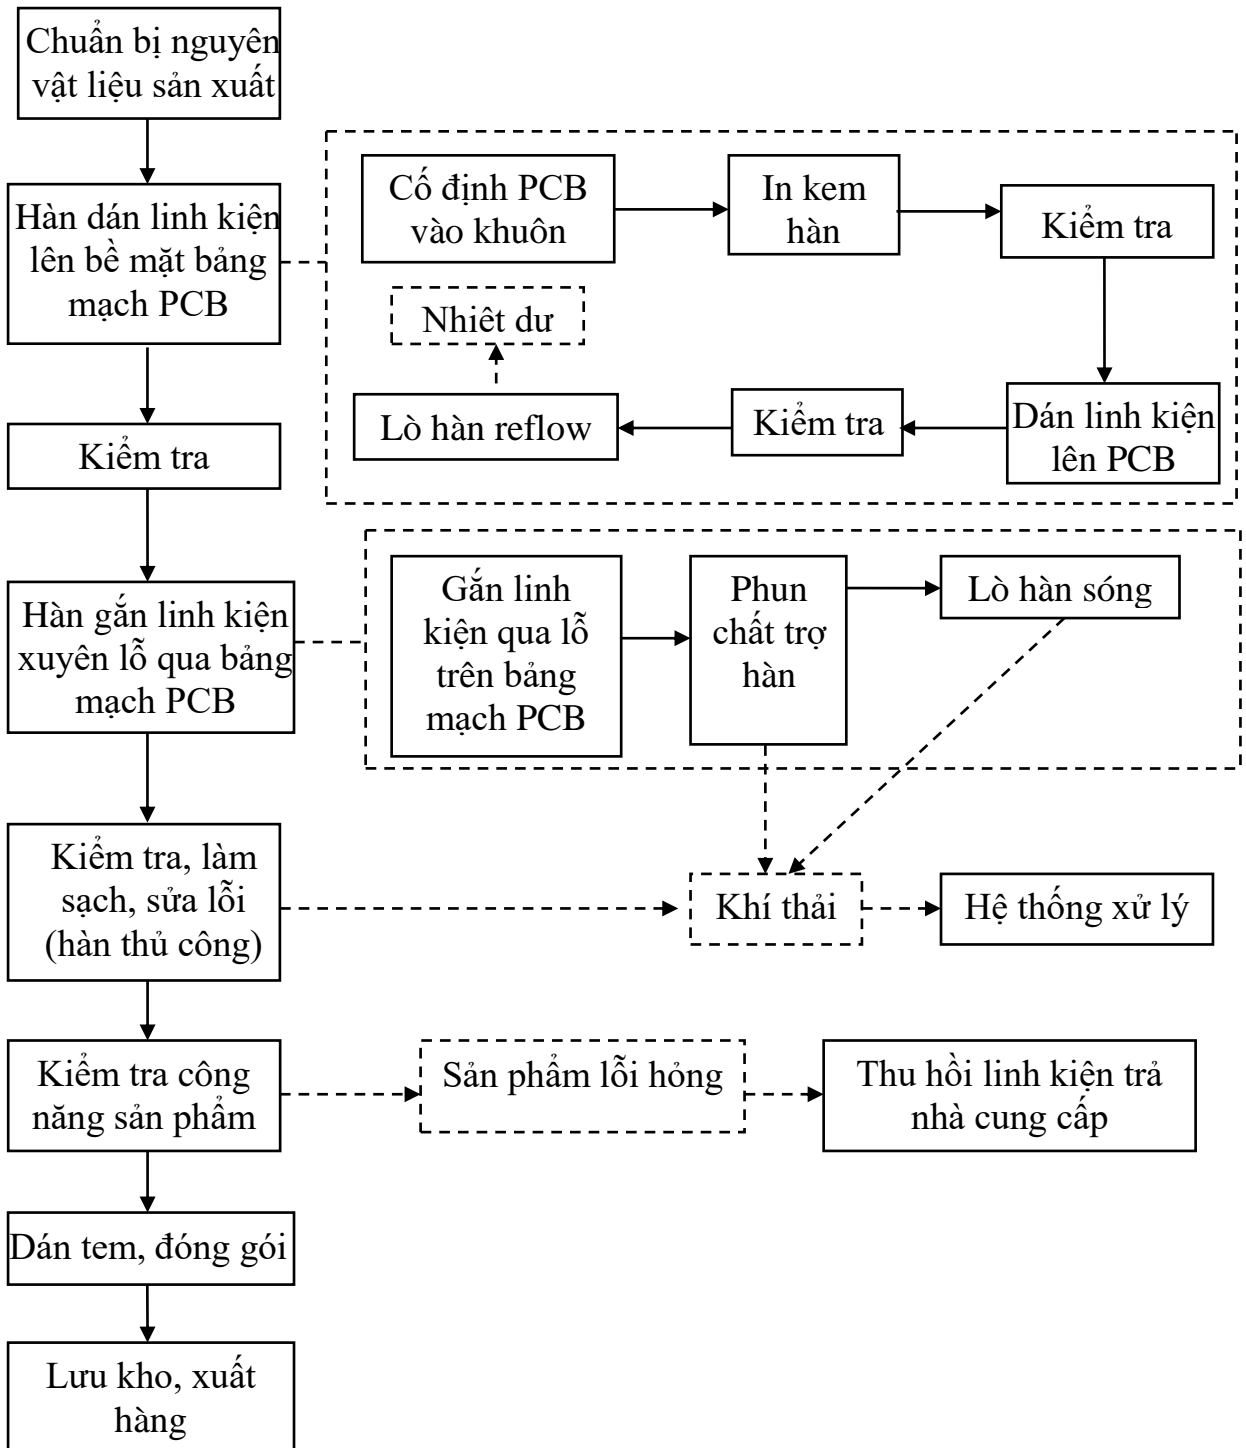 Chuẩn bị nguyên
vật liệu sản xuất
Hàn dán linh kiện
lên bề mặt bảng
mạch PCB
Cố định PCB
vào khuôn
In kem
hàn
Kiểm tra
Nhiêt dư
Lò hàn reflow
Kiểm tra
Dán linh kiện
lên PCB
Kiểm tra
Hàn gắn linh kiện
xuyên lỗ qua bảng
mạch PCB
Gắn linh
kiện qua lỗ
trên bảng
mạch PCB
Phun
chất trợ
hàn
Lò hàn sóng
Kiểm tra, làm
sạch, sửa lỗi
(hàn thủ công)
Khí thải
Hệ thống xử lý
Kiểm tra công
năng sản phẩm
Sản phẩm lỗi hỏng
Thu hồi linh kiện trả
nhà cung cấp
Dán tem, đóng gói
Lưu kho, xuất
hàng